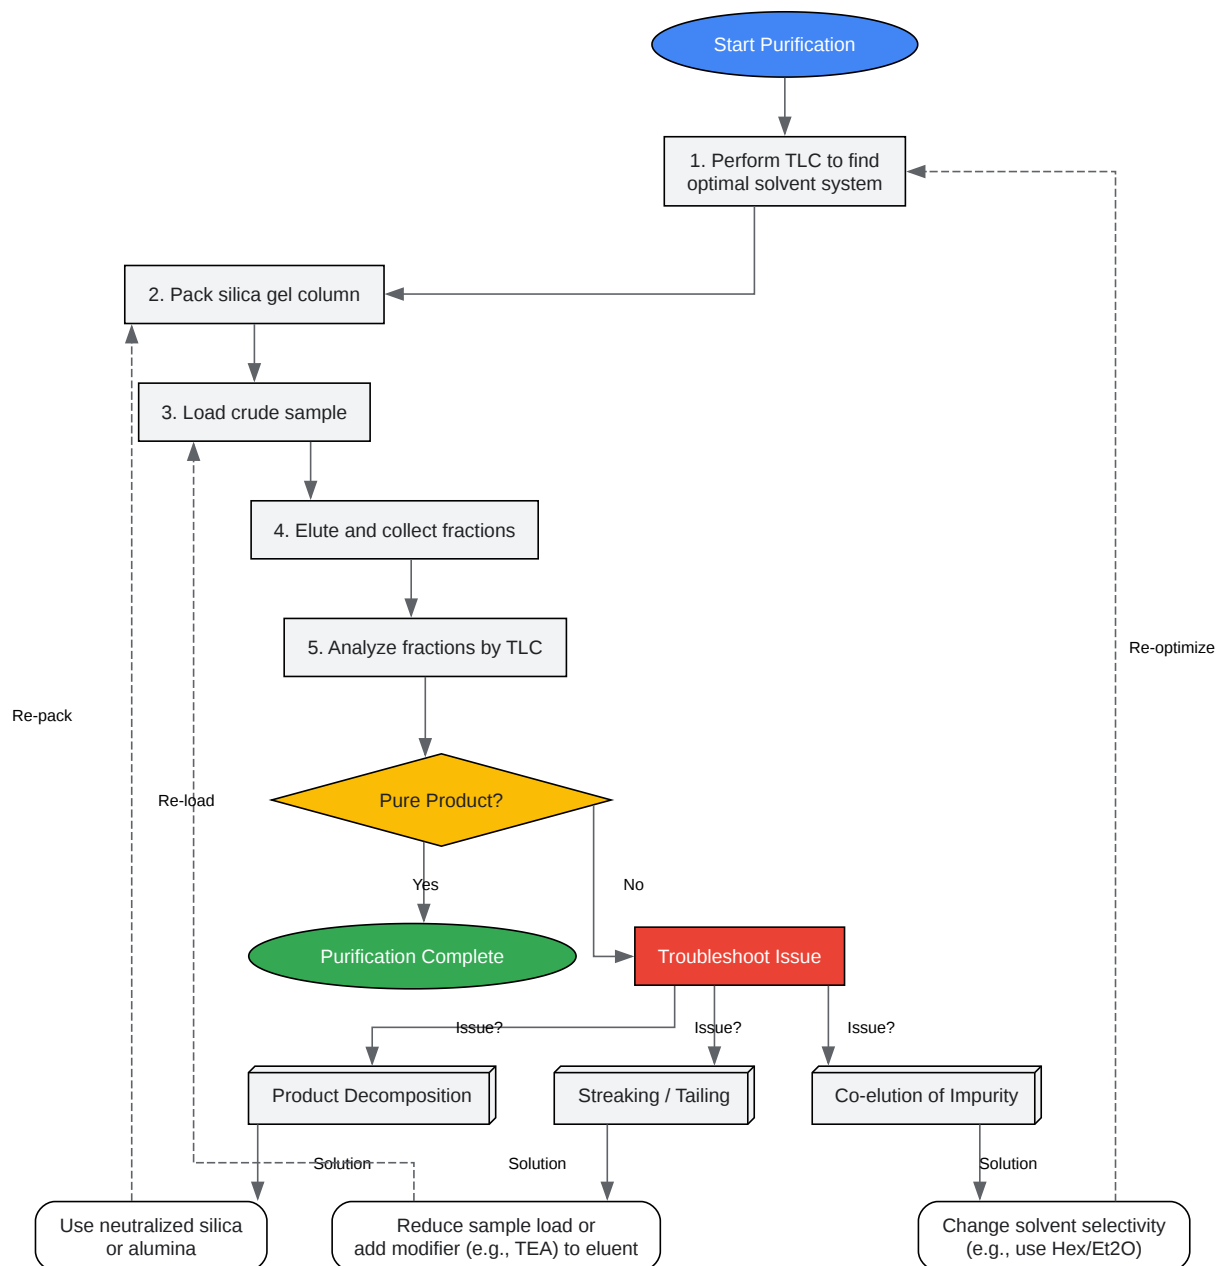 Start Purification
1. Perform TLC to find
optimal solvent system
2. Pack silica gel column
3. Load crude sample
4. Elute and collect fractions
5. Analyze fractions by TLC
Re-optimize
Re-pack
Pure Product?
Re-load
Yes
No
Purification Complete
Troubleshoot Issue
Issue?
Issue?
Issue?
Product Decomposition
Streaking / Tailing
Co-elution of Impurity
Solution
Solution
Solution
Use neutralized silica
or alumina
Reduce sample load or
add modifier (e.g., TEA) to eluent
Change solvent selectivity
(e.g., use Hex/Et2O)